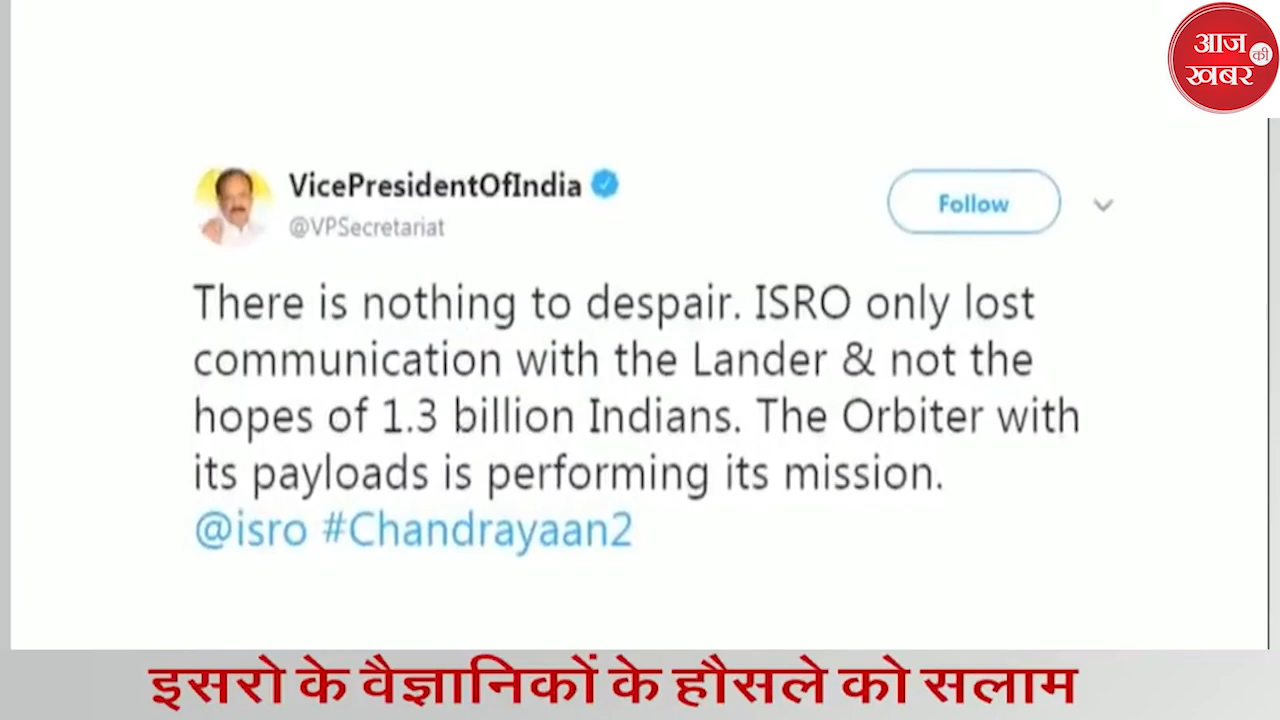 आज
की
खबर
VicePresidentOfIndia
@VPSecretariat
Follow
There is nothing to despair. ISRO only lost
communication with the Lander & not the
hopes of 1.3 billion Indians. The Orbiter with
its payloads is performing its mission.
@isro #Chandrayaan2
इसरो के वैज्ञानिकों के हौसले को सलाम